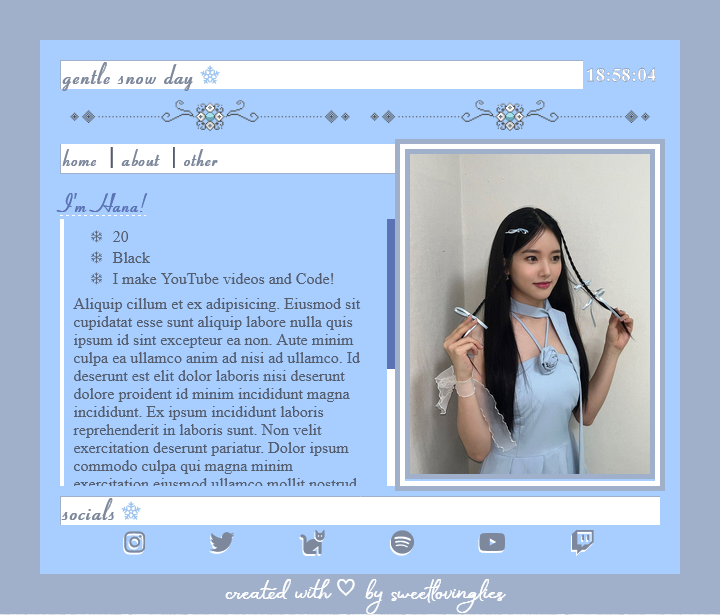 gentle snow day
18:58:04
home
about
other
I'm Hana!
20
Black
I make YouTube videos and Code!
Aliquip cillum et ex adipisicing. Eiusmod sit
cupidatat esse sunt aliquip labore nulla quis
ipsum id sint excepteur ea non. Aute minim
culpa ea ullamco anim ad nisi ad ullamco. Id
deserunt est elit dolor laboris nisi deserunt
dolore proident id minim incididunt magna
incididunt. Ex ipsum incididunt laboris
reprehenderit in laboris sunt. Non velit
exercitation deserunt pariatur. Dolor ipsum
commodo culpa qui magna minim
exercitation eiusmod ullamco mollit nostrud
socials
created with ♡ by sweetlovinglies